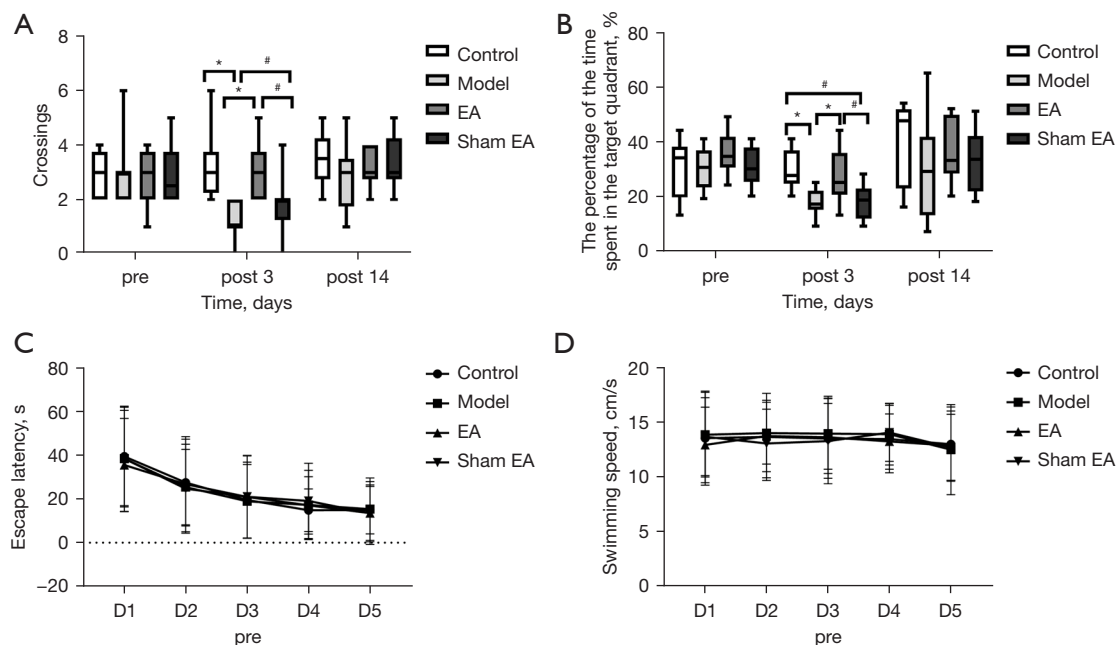 A
8
6
4
2
0
Crossings
* # * #
pre post 3 post 14
Time, days
Control
Model
EA
Sham EA
B
80
60
40
20
0
The percentage of the time
spent in the target quadrant, %
# * * #
pre post 3 post 14
Time, days
Control
Model
EA
Sham EA
C
80
60
40
20
0
−20
Escape latency, s
D1 D2 D3 D4 D5
pre
Control
Model
EA
Sham EA
D
20
15
10
5
0
Swimming speed, cm/s
D1 D2 D3 D4 D5
pre
Control
Model
EA
Sham EA